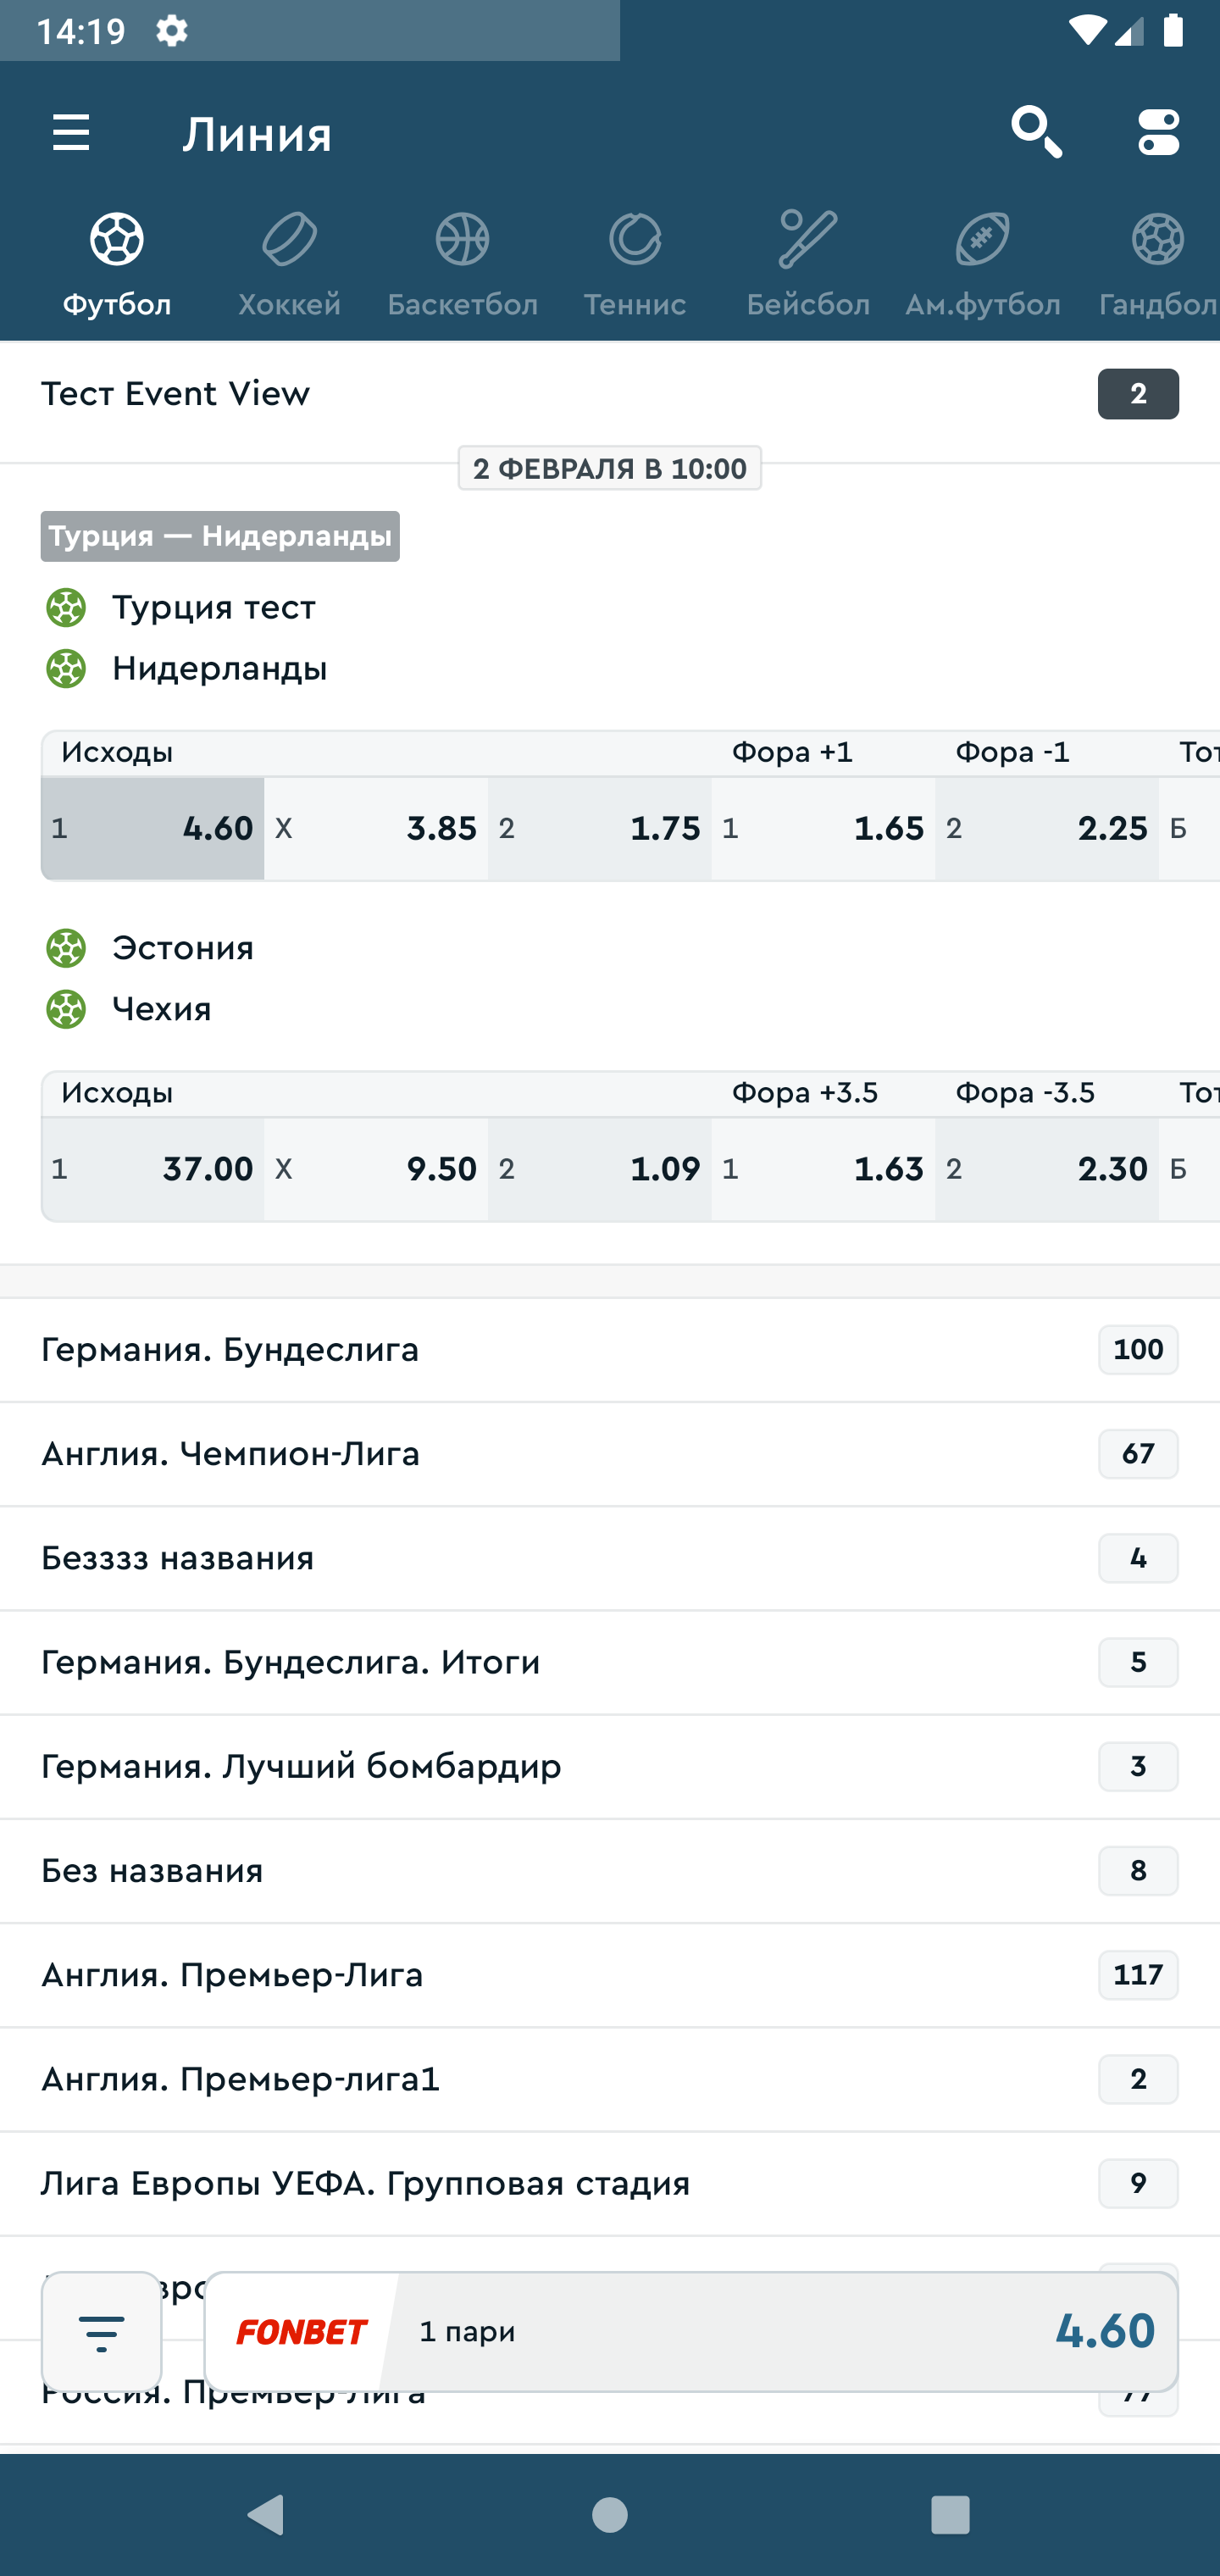 14:19
Линия
Футбол Хоккей Баскетбол Теннис Бейсбол Ам.футбол Гандбол
Тест Event View 2
2 ФЕВРАЛЯ В 10:00
Турция — Нидерланды
Турция тест
Нидерланды
Исходы Фора +1 Фора -1 Тот
1 4.60 X 3.85 2 1.75 1 1.65 2 2.25 Б
Эстония
Чехия
Исходы Фора +3.5 Фора -3.5 Тот
1 37.00 X 9.50 2 1.09 1 1.63 2 2.30 Б
Германия. Бундеслига 100
Англия. Чемпион-Лига 67
Безззз названия 4
Германия. Бундеслига. Итоги 5
Германия. Лучший бомбардир 3
Без названия 8
Англия. Премьер-Лига 117
Англия. Премьер-лига1 2
Лига Европы УЕФА. Групповая стадия 9
FONBET 1 пари 4.60
Россия. Премьер-Лига 77